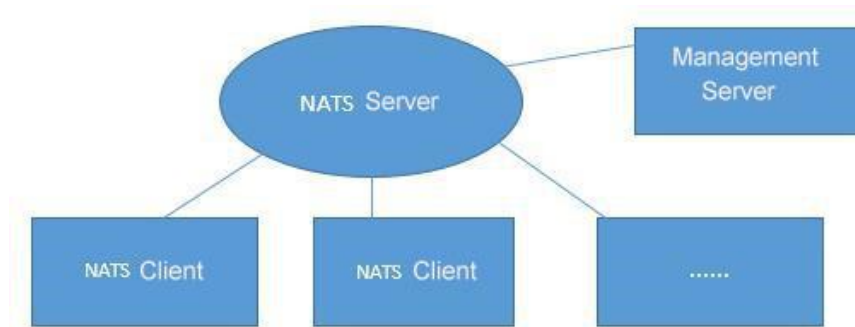 NATS Server
Management
Server
NATS Client
NATS Client
......